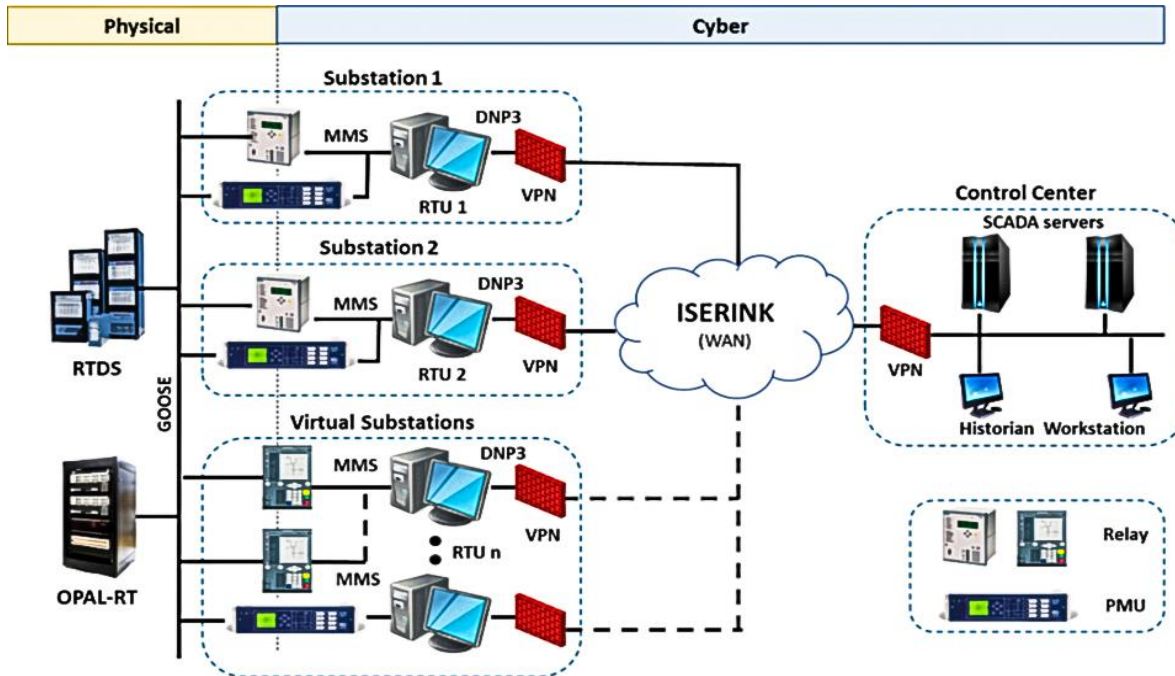 Physical
Cyber
Substation 1
MMS
DNP3
RTU 1
VPN
Substation 2
MMS
DNP3
RTU 2
VPN
Virtual Substations
MMS
DNP3
VPN
MMS
RTU n
RTDS
GOOSE
OPAL-RT
ISERINK
(WAN)
Control Center
SCADA servers
VPN
Historian
Workstation
Relay
PMU